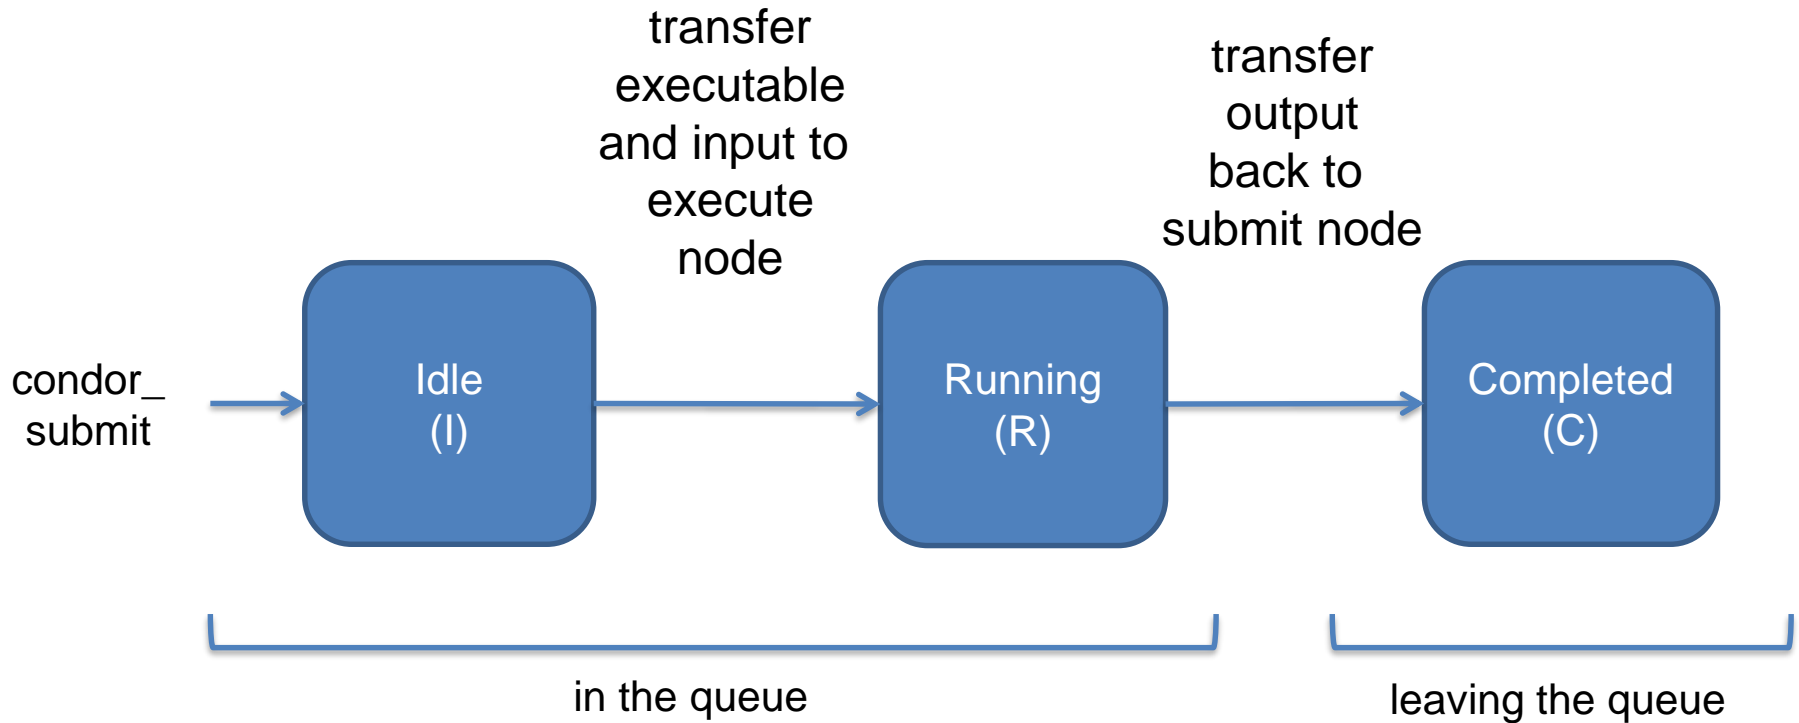 transfer
executable
and input to
execute
node
transfer
output
back to
submit node
condor_
submit
Idle
(I)
Running
(R)
Completed
(C)
in the queue
leaving the queue